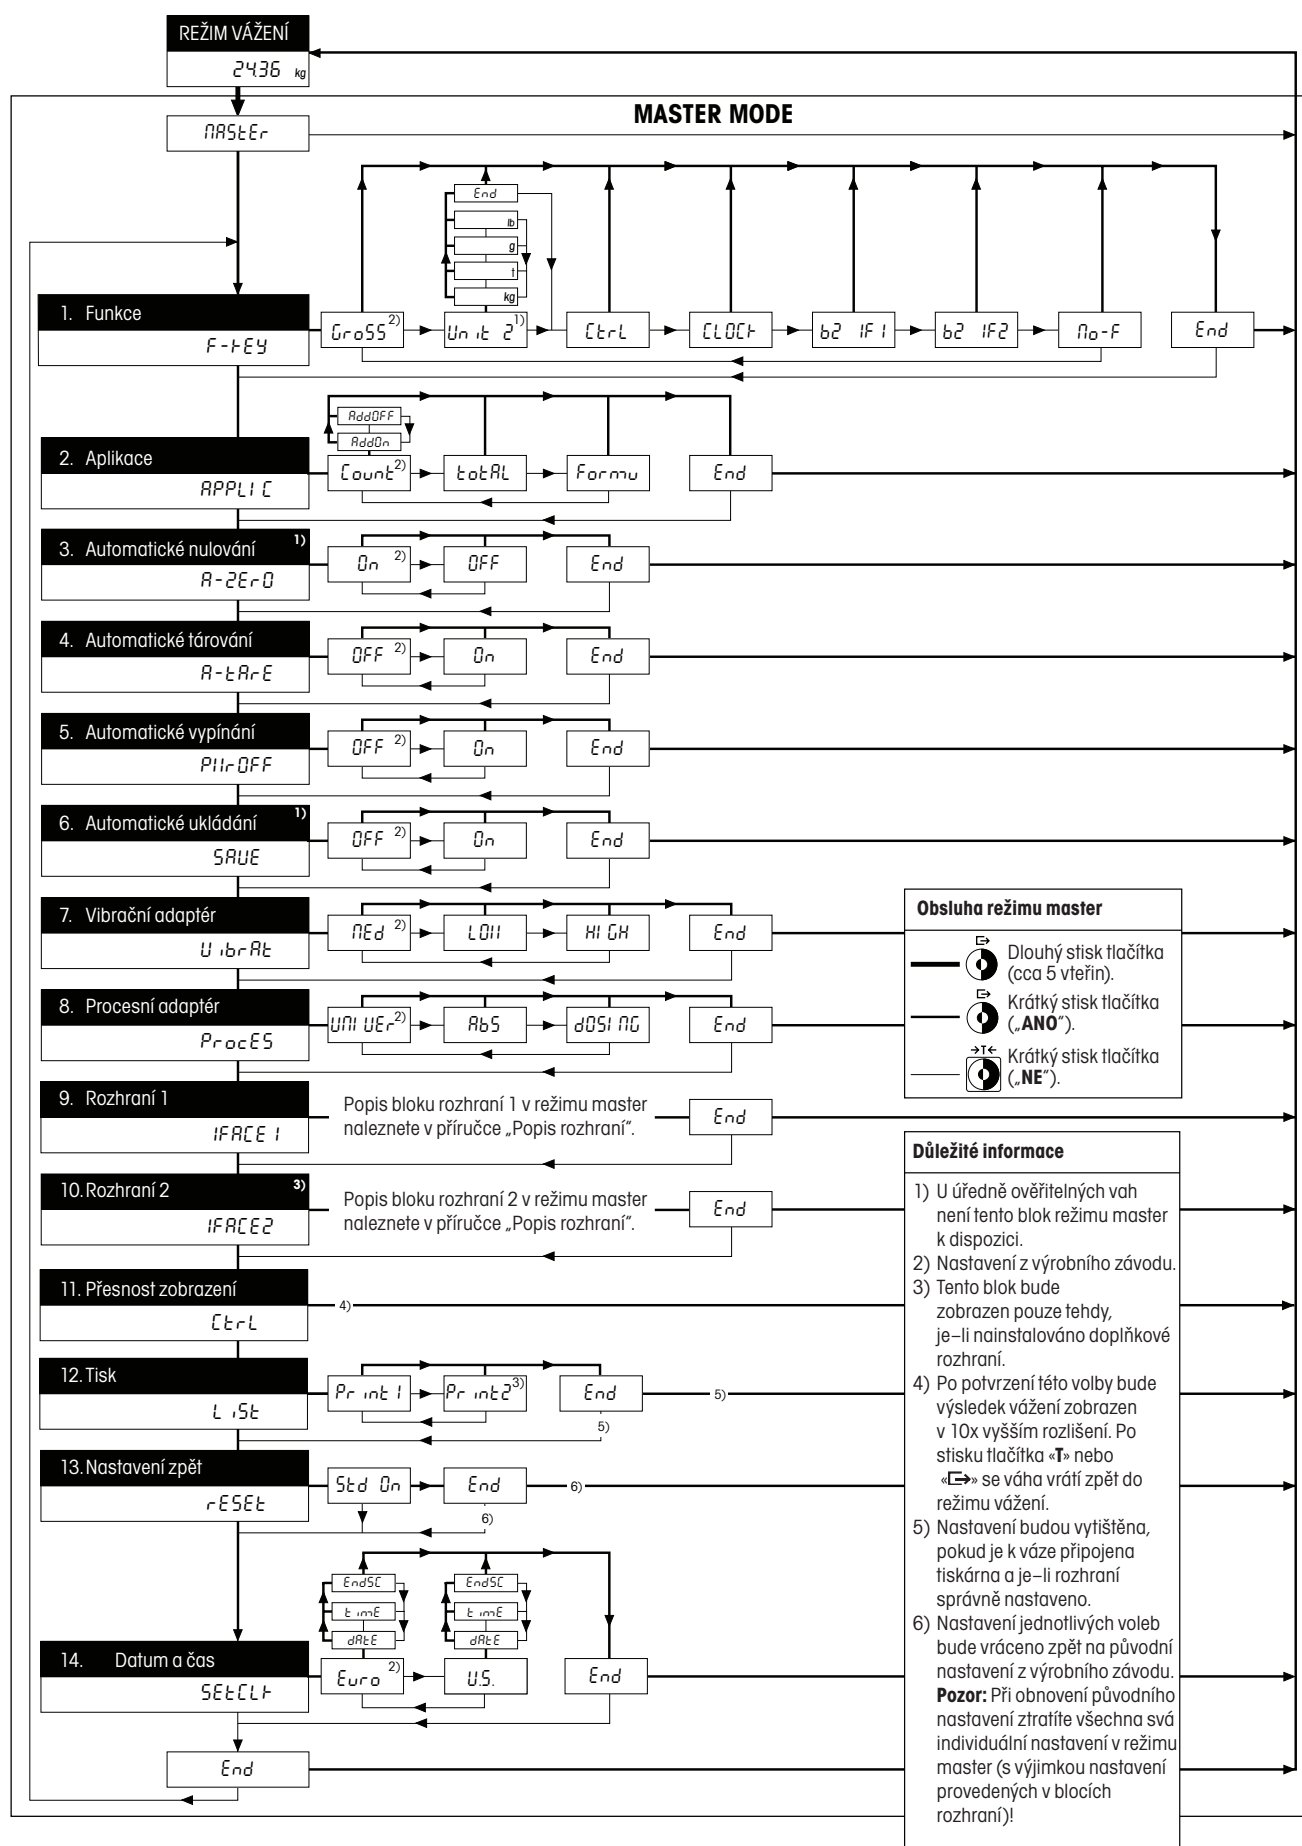 REŽIM VÁŽENÍ
24.36 kg
MASTER MODE
MAStEr
End
lb
g
t
kg
1. Funkce
F-KEY
GroSS 2)
Unit 2 1)
CtrL
CLOCK
b2 IF1
b2 IF2
No-F
End
AddOFF
AddOn
2. Aplikace
APPLIC
Count 2)
totAL
Formu
End
3. Automatické nulování 1)
A-ZErO
On 2)
OFF
End
4. Automatické tárování
A-tArE
OFF 2)
On
End
5. Automatické vypínání
PWrOFF
OFF 2)
On
End
6. Automatické ukládání 1)
SAVE
OFF 2)
On
End
7. Vibrační adaptér
VibrAt
MEd 2)
LOW
HIGH
End
8. Procesní adaptér
ProcES
UNIVEr 2)
AbS
dOSING
End
9. Rozhraní 1
IFACE1
Popis bloku rozhraní 1 v režimu master
naleznete v příručce „Popis rozhraní“.
End
10. Rozhraní 2 3)
IFACE2
Popis bloku rozhraní 2 v režimu master
naleznete v příručce „Popis rozhraní“.
End
11. Přesnost zobrazení
CtrL
4)
12. Tisk
LiSt
Print1
Print2 3)
End
5)
5)
13. Nastavení zpět
rESEt
Std On
End
6)
6)
EndSC
timE
dAtE
EndSC
timE
dAtE
14. Datum a čas
SEtCLK
Euro 2)
U.S.
End
End
Obsluha režimu master
Dlouhý stisk tlačítka
(cca 5 vteřin).
Krátký stisk tlačítka
(„ANO“).
→T←
Krátký stisk tlačítka
(„NE“).
Důležité informace
1) U úředně ověřitelných vah
není tento blok režimu master
k dispozici.
2) Nastavení z výrobního závodu.
3) Tento blok bude
zobrazen pouze tehdy,
je-li nainstalováno doplňkové
rozhraní.
4) Po potvrzení této volby bude
výsledek vážení zobrazen
v 10x vyšším rozlišení. Po
stisku tlačítka «T» nebo
«» se váha vrátí zpět do
režimu vážení.
5) Nastavení budou vytištěna,
pokud je k váze připojena
tiskárna a je-li rozhraní
správně nastaveno.
6) Nastavení jednotlivých voleb
bude vráceno zpět na původní
nastavení z výrobního závodu.
Pozor: Při obnovení původního
nastavení ztratíte všechna svá
individuální nastavení v režimu
master (s výjimkou nastavení
provedených v blocích
rozhraní)!